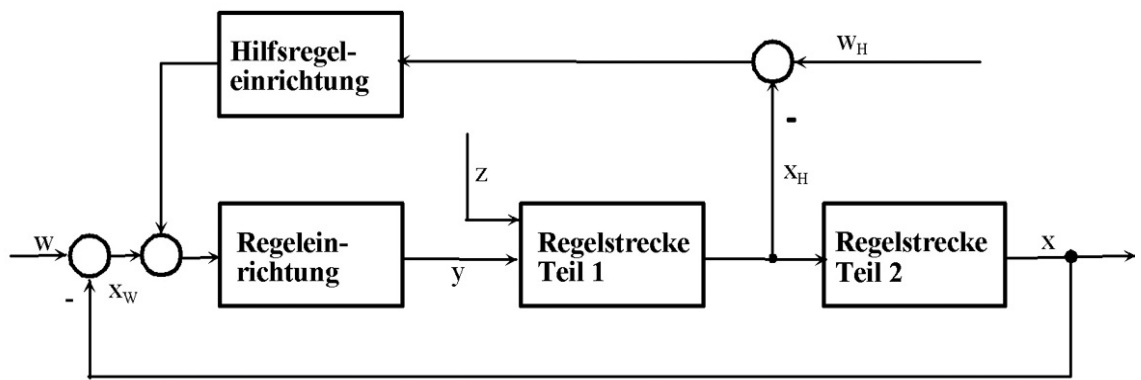 Hilfsregel-
einrichtung
w_H
-
z
x_H
w
Regelein-
richtung
Regelstrecke
Teil 1
Regelstrecke
Teil 2
x
-
x_W
y